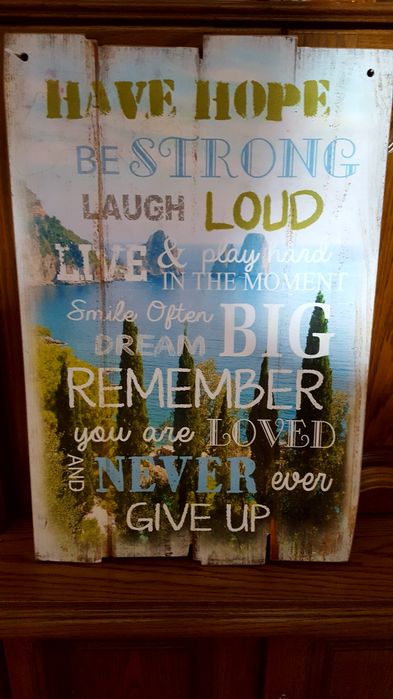 HAVE HOPE
BE STRONG
LAUGH LOUD
LIVE & play hard
IN THE MOMENT
Smile Often
DREAM BIG
REMEMBER
you are LOVED
AND NEVER ever
GIVE UP